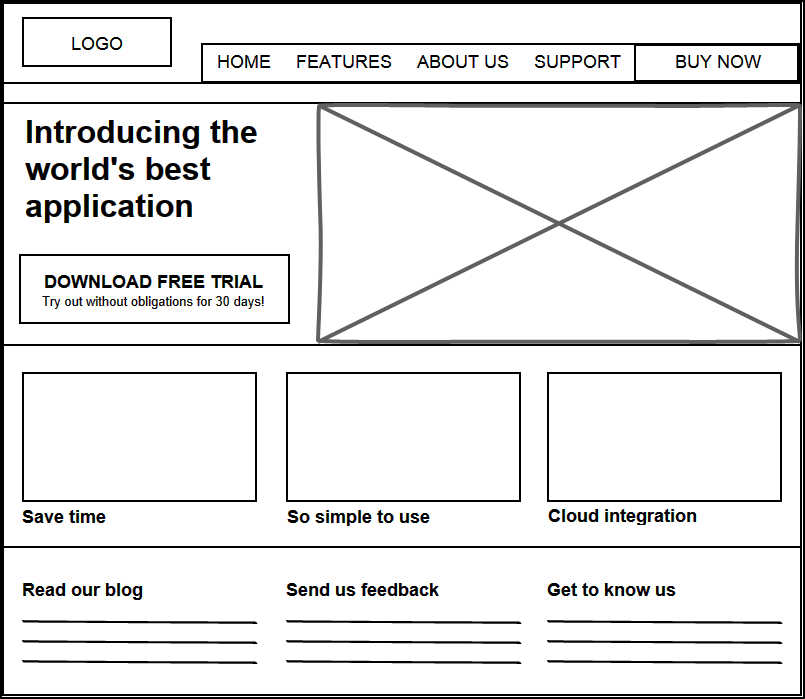 LOGO
HOME FEATURES ABOUT US SUPPORT BUY NOW
Introducing the
world's best
application
DOWNLOAD FREE TRIAL
Try out without obligations for 30 days!
Save time
So simple to use
Cloud integration
Read our blog
Send us feedback
Get to know us